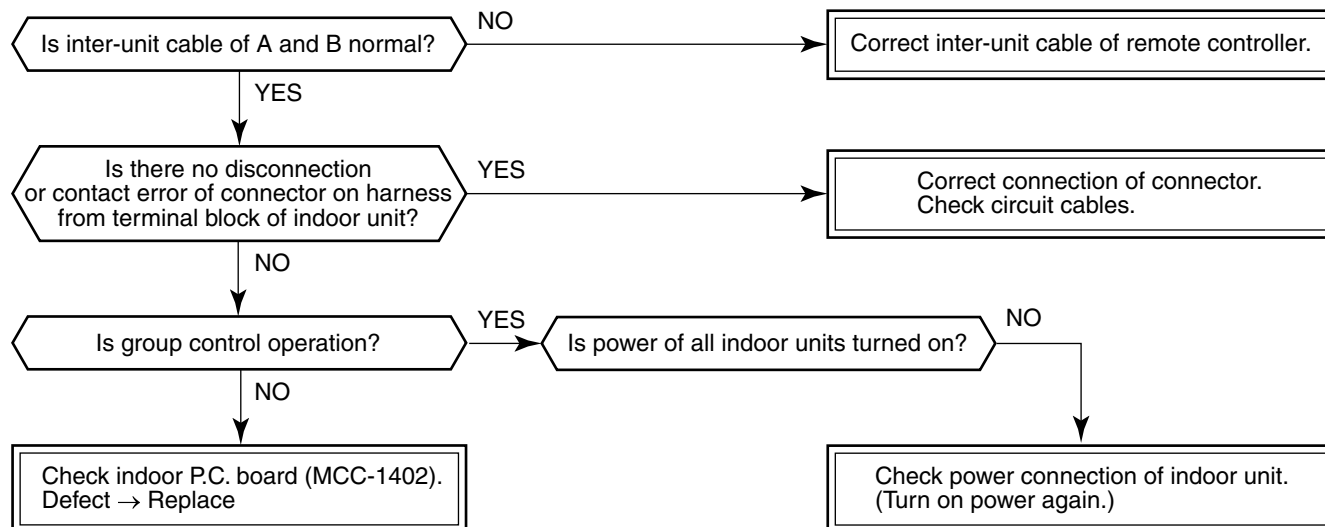 Is inter-unit cable of A and B normal?
NO
Correct inter-unit cable of remote controller.
YES
Is there no disconnection
or contact error of connector on harness
from terminal block of indoor unit?
YES
Correct connection of connector.
Check circuit cables.
NO
Is group control operation?
YES
Is power of all indoor units turned on?
NO
NO
Check indoor P.C. board (MCC-1402).
Defect → Replace
Check power connection of indoor unit.
(Turn on power again.)